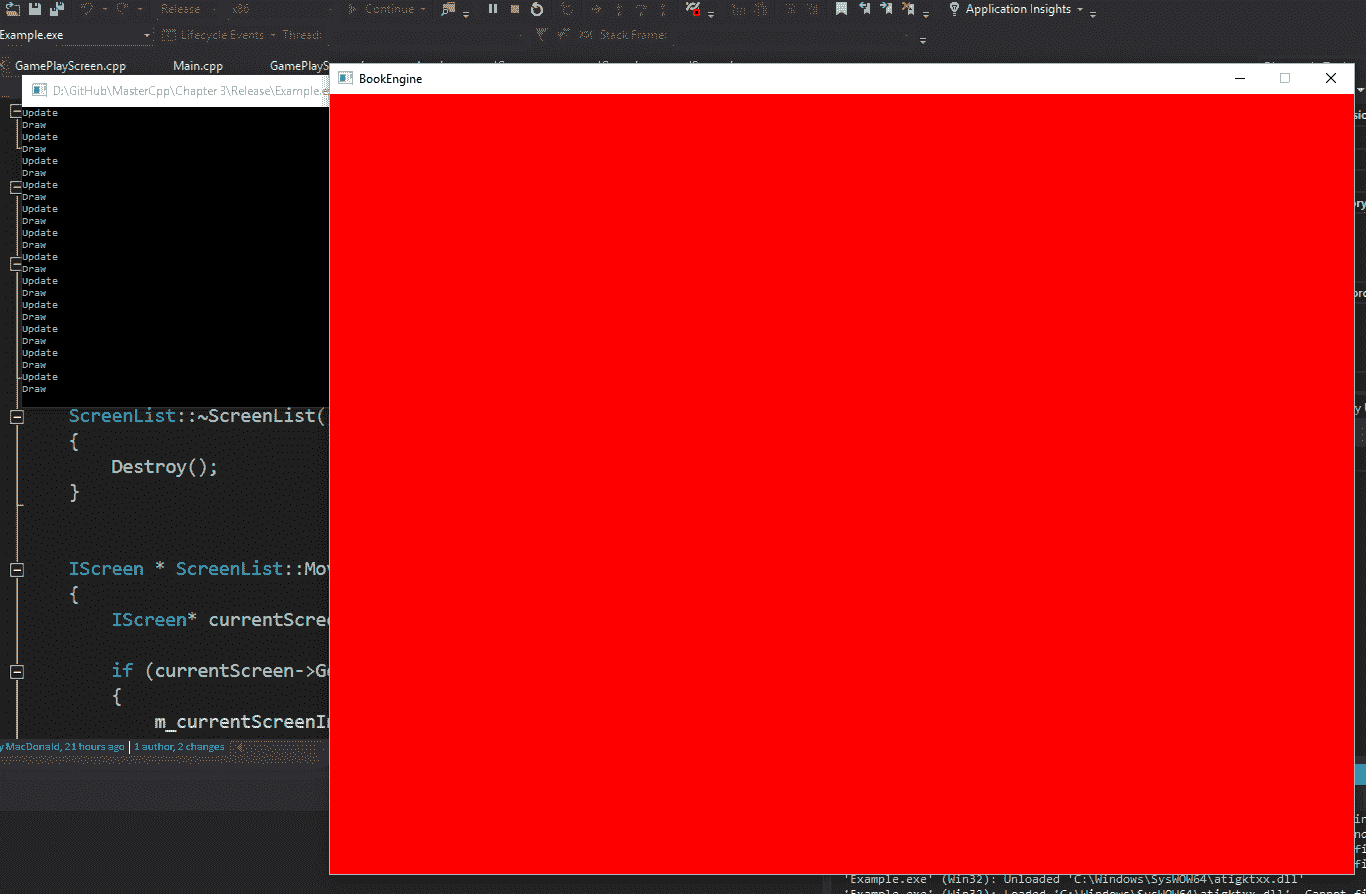 Release x86 Continue Application Insights
Example.exe Lifecycle Events Thread: Stack Frame:
GamePlayScreen.cpp Main.cpp GamePlayS
BookEngine
D:\GitHub\MasterCpp\Chapter 3\Release\Example.e
Update
Draw
Update
Draw
Update
Draw
Update
Draw
Update
Draw
Update
Draw
Update
Draw
Update
Draw
Update
Draw
Update
Draw
Update
Draw
Update
Draw
ScreenList::~ScreenList(
{
Destroy();
}
IScreen * ScreenList::Mov
{
IScreen* currentScree
if (currentScreen->Ge
{
m_currentScreenIn
y MacDonald, 21 hours ago | 1 author, 2 changes
'Example.exe' (Win32): Unloaded 'C:\Windows\SysWOW64\atigktxx.dll'
'Example.exe' (Win32): Loaded 'C:\Windows\SysWOW64\atigktxx.dll'. Cannot